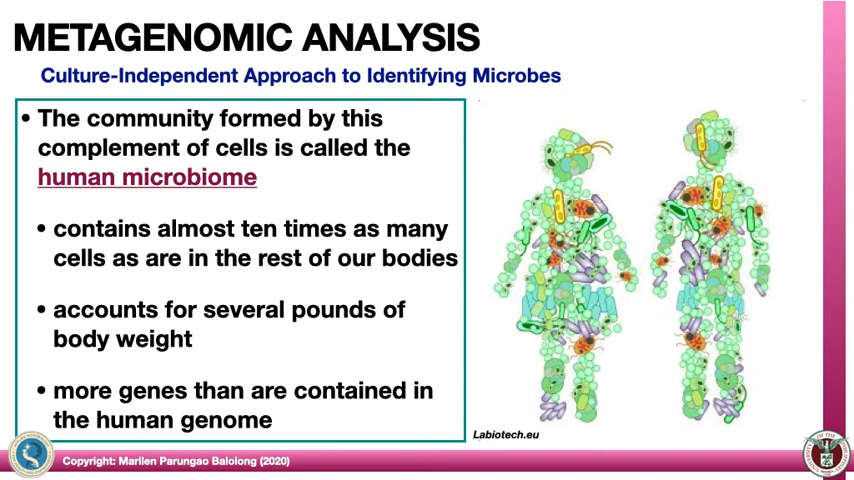 METAGENOMIC ANALYSIS
Culture-Independent Approach to Identifying Microbes
• The community formed by this
complement of cells is called the
human microbiome
• contains almost ten times as many
cells as are in the rest of our bodies
• accounts for several pounds of
body weight
• more genes than are contained in
the human genome
Labiotech.eu
Copyright: Marilen Parungao Balolong (2020)